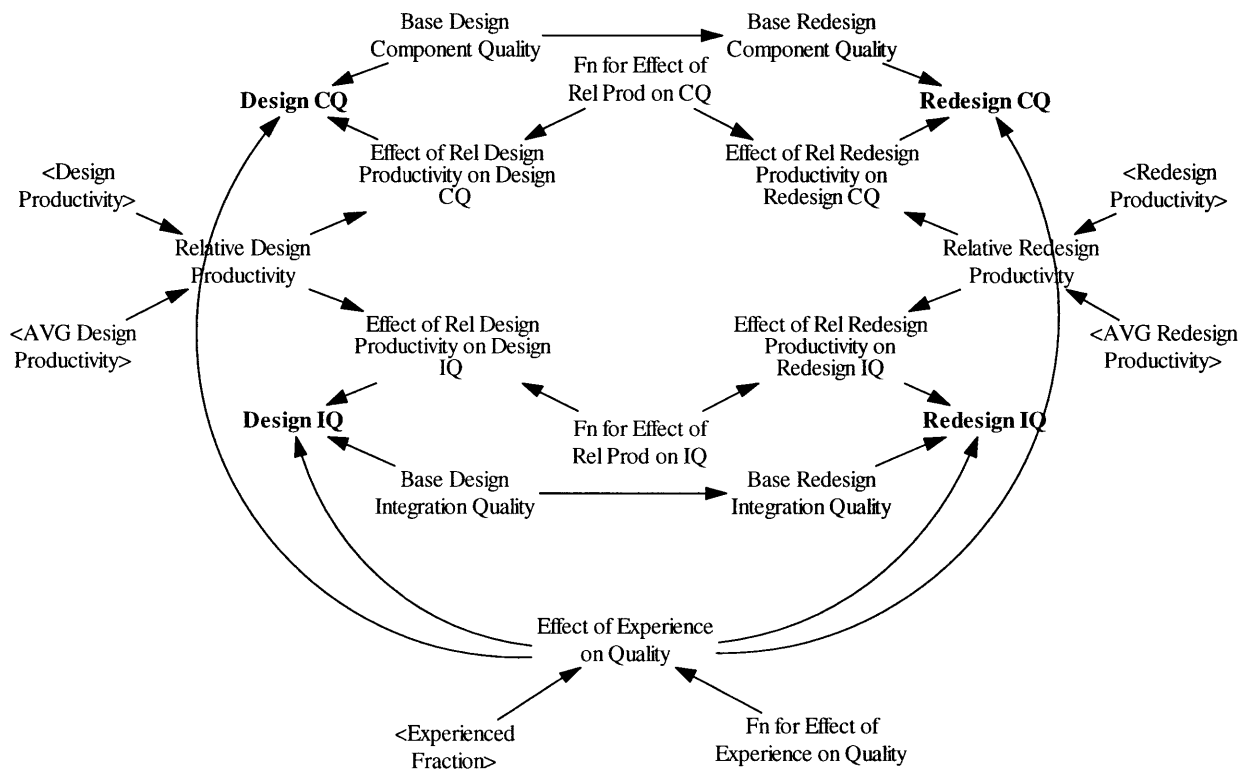 Base Design
Component Quality
Base Redesign
Component Quality
Fn for Effect of
Rel Prod on CQ
Design CQ
Redesign CQ
Effect of Rel Design
Productivity on Design
CQ
Effect of Rel Redesign
Productivity on
Redesign CQ
<Design
Productivity>
<Redesign
Productivity>
Relative Design
Productivity
Relative Redesign
Productivity
<AVG Design
Productivity>
Effect of Rel Design
Productivity on Design
IQ
Effect of Rel Redesign
Productivity on
Redesign IQ
<AVG Redesign
Productivity>
Design IQ
Fn for Effect of
Rel Prod on IQ
Redesign IQ
Base Design
Integration Quality
Base Redesign
Integration Quality
Effect of Experience
on Quality
<Experienced
Fraction>
Fn for Effect of
Experience on Quality